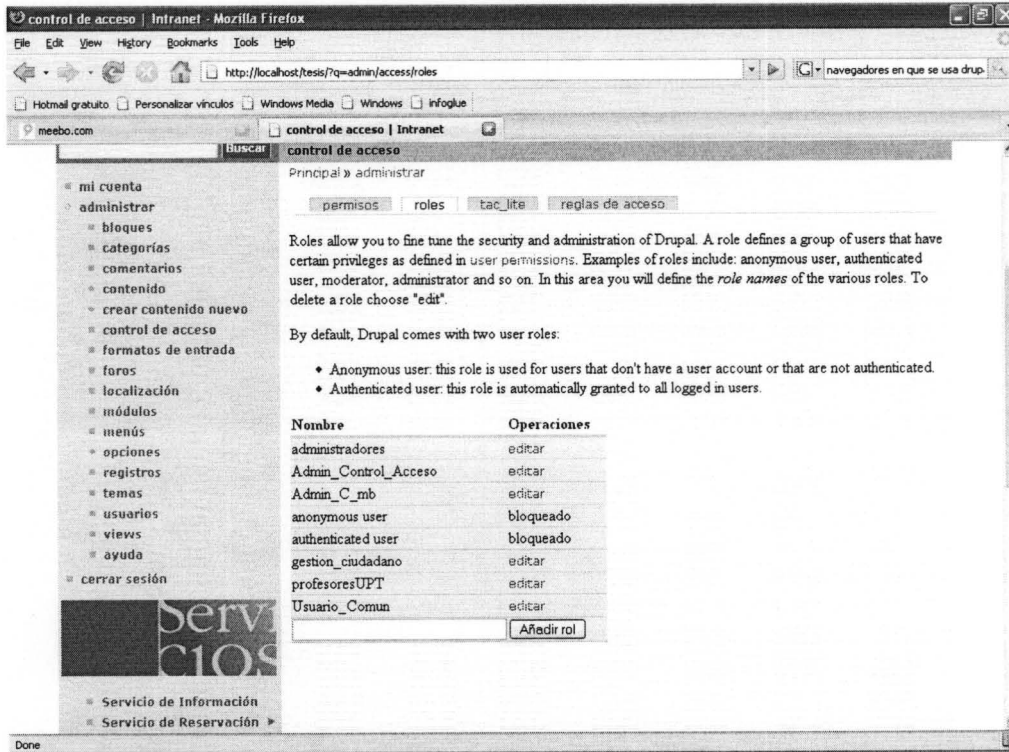 control de acceso | Intranet - Mozilla Firefox
File Edit View History Bookmarks Tools Help
http://localhost/tesis/?q=admin/access/roles
G navegadores en que se usa drup
Hotmail gratuito Personalizar vínculos Windows Media Windows infoglue
meebo.com control de acceso | Intranet
Buscar
control de acceso
mi cuenta
administrar
bloques
categorías
comentarios
contenido
crear contenido nuevo
control de acceso
formatos de entrada
foros
localización
módulos
menús
opciones
registros
temas
usuarios
views
ayuda
cerrar sesión
Servi
cios
Servicio de Información
Servicio de Reservación
Principal » administrar
permisos roles tac_lite reglas de acceso
Roles allow you to fine tune the security and administration of Drupal. A role defines a group of users that have
certain privileges as defined in user permissions. Examples of roles include: anonymous user, authenticated
user, moderator, administrator and so on. In this area you will define the role names of the various roles. To
delete a role choose "edit".
By default, Drupal comes with two user roles:
Anonymous user: this role is used for users that don't have a user account or that are not authenticated.
Authenticated user: this role is automatically granted to all logged in users.
Nombre Operaciones
administradores editar
Admin_Control_Acceso editar
Admin_C_mb editar
anonymous user bloqueado
authenticated user bloqueado
gestion_ciudadano editar
profesoresUPT editar
Usuario_Comun editar
Añadir rol
Done